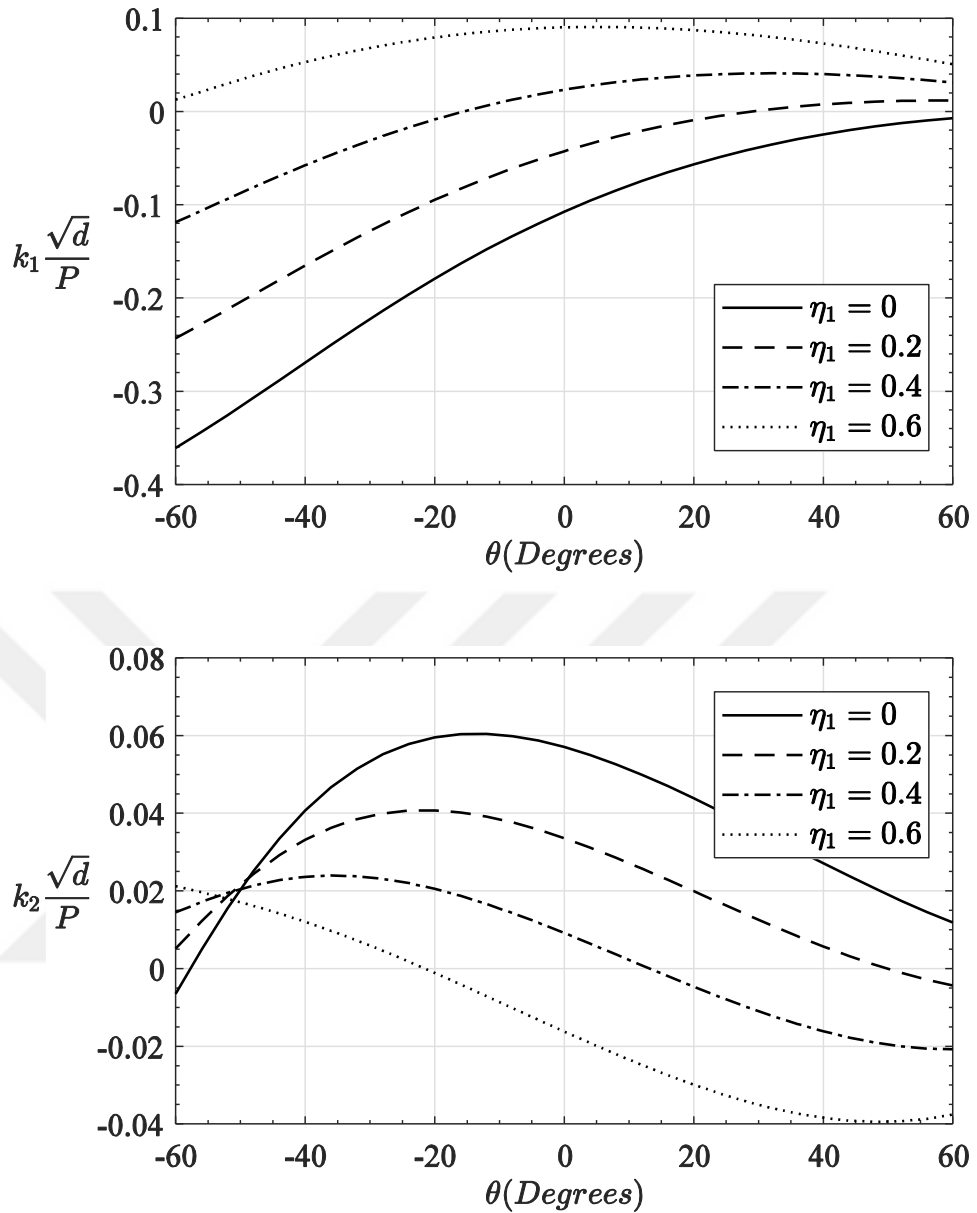 0.1
0
-0.1
-0.2
-0.3
-0.4
k₁ √d/P
η₁ = 0
η₁ = 0.2
η₁ = 0.4
η₁ = 0.6
-60 -40 -20 0 20 40 60
θ(Degrees)
0.08
0.06
0.04
0.02
0
-0.02
-0.04
k₂ √d/P
η₁ = 0
η₁ = 0.2
η₁ = 0.4
η₁ = 0.6
-60 -40 -20 0 20 40 60
θ(Degrees)